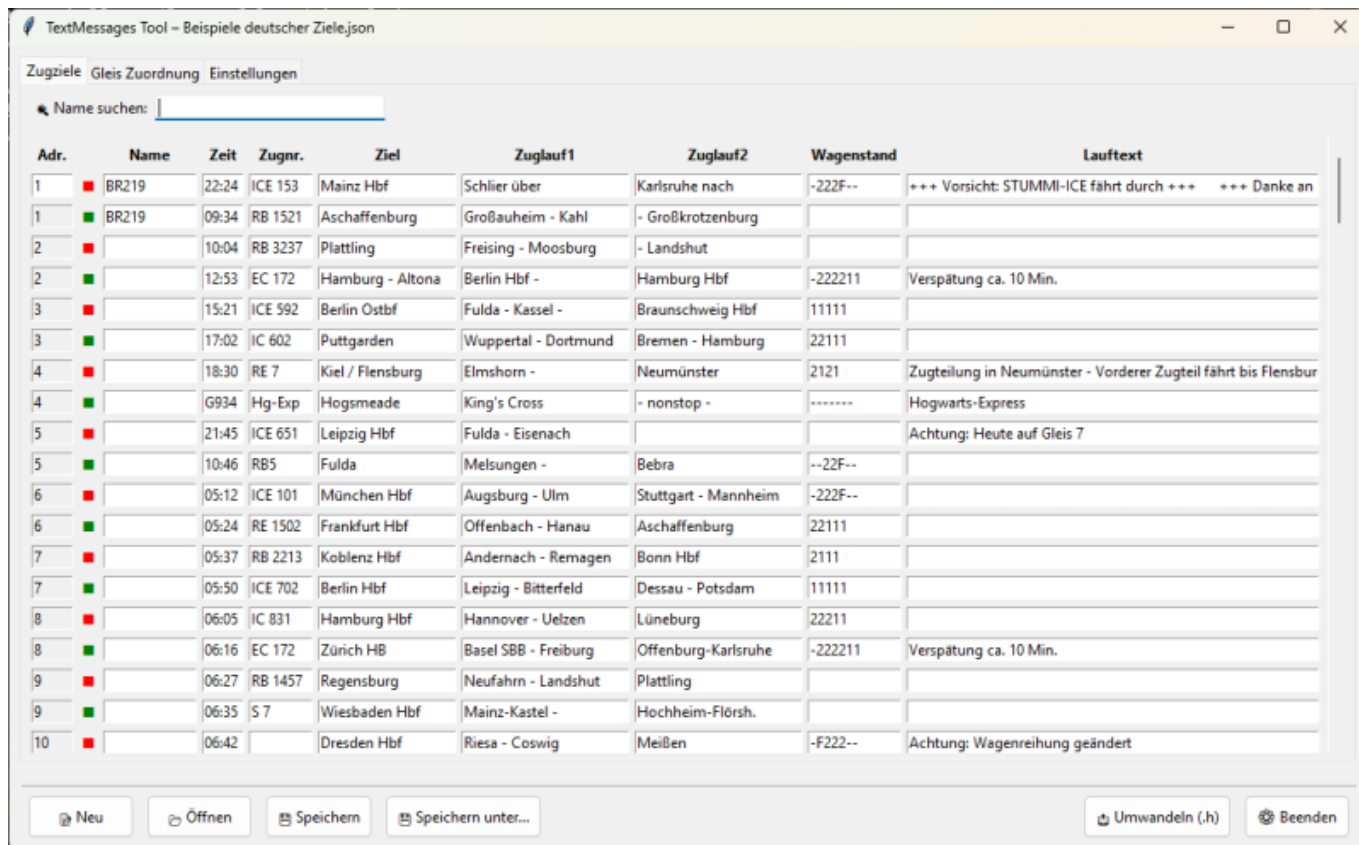 TextMessages Tool – Beispiele deutscher Ziele.json
Zugziele Gleis Zuordnung Einstellungen
Name suchen:
Adr. Name Zeit Zugnr. Ziel Zuglauf1 Zuglauf2 Wagenstand Lauftext
1 BR219 22:24 ICE 153 Mainz Hbf Schlier über Karlsruhe nach -222F-- +++ Vorsicht: STUMMI-ICE fährt durch +++ +++ Danke an
1 BR219 09:34 RB 1521 Aschaffenburg Großauheim - Kahl - Großkrotzenburg
2 10:04 RB 3237 Plattling Freising - Moosburg - Landshut
2 12:53 EC 172 Hamburg - Altona Berlin Hbf - Hamburg Hbf -222211 Verspätung ca. 10 Min.
3 15:21 ICE 592 Berlin Ostbf Fulda - Kassel - Braunschweig Hbf 11111
3 17:02 IC 602 Puttgarden Wuppertal - Dortmund Bremen - Hamburg 22111
4 18:30 RE 7 Kiel / Flensburg Elmshorn - Neumünster 2121 Zugteilung in Neumünster - Vorderer Zugteil fährt bis Flensbur
4 G934 Hg-Exp Hogsmeade King's Cross - nonstop - ------- Hogwarts-Express
5 21:45 ICE 651 Leipzig Hbf Fulda - Eisenach Achtung: Heute auf Gleis 7
5 10:46 RB5 Fulda Melsungen - Bebra --22F--
6 05:12 ICE 101 München Hbf Augsburg - Ulm Stuttgart - Mannheim -222F--
6 05:24 RE 1502 Frankfurt Hbf Offenbach - Hanau Aschaffenburg 22111
7 05:37 RB 2213 Koblenz Hbf Andernach - Remagen Bonn Hbf 2111
7 05:50 ICE 702 Berlin Hbf Leipzig - Bitterfeld Dessau - Potsdam 11111
8 06:05 IC 831 Hamburg Hbf Hannover - Uelzen Lüneburg 22211
8 06:16 EC 172 Zürich HB Basel SBB - Freiburg Offenburg-Karlsruhe -222211 Verspätung ca. 10 Min.
9 06:27 RB 1457 Regensburg Neufahrn - Landshut Plattling
9 06:35 S 7 Wiesbaden Hbf Mainz-Kastel - Hochheim-Flörsh.
10 06:42 Dresden Hbf Riesa - Coswig Meißen -F222-- Achtung: Wagenreihung geändert
Neu Öffnen Speichern Speichern unter... Umwandeln (.h) Beenden